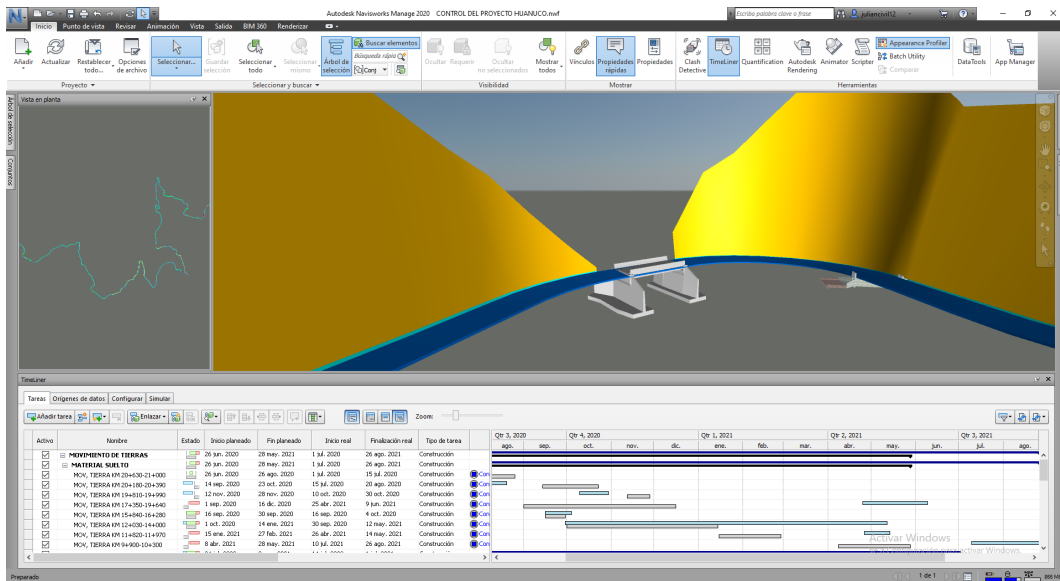 Autodesk Navisworks Manage 2020 CONTROL DEL PROYECTO HUANUCO.nwf
Escriba palabra clave o frase
juliancivil12
Inicio Punto de vista Revisar Animación Vista Salida BIM 360 Renderizar
Añadir
Actualizar
Restablecer todo...
Opciones de archivo
Seleccionar...
Guardar selección
Seleccionar todo
Seleccionar mismo
Árbol de selección
Buscar elementos
Búsqueda rápida
Conj
Ocultar
Requerir
Ocultar no seleccionados
Mostrar todos
Vínculos
Propiedades rápidas
Propiedades
Clash Detective
TimeLiner
Quantification
Autodesk Rendering
Animator
Scripter
Appearance Profiler
Batch Utility
Comparar
DataTools
App Manager
Proyecto
Seleccionar y buscar
Visibilidad
Mostrar
Herramientas
Árbol de selección
Conjuntos
Vista en planta
TimeLiner
Tareas Orígenes de datos Configurar Simular
Añadir tarea
Enlazar
Zoom:
Activo Nombre Estado Inicio planeado Fin planeado Inicio real Finalización real Tipo de tarea
Qtr 3, 2020 Qtr 4, 2020 Qtr 1, 2021 Qtr 2, 2021 Qtr 3, 2021
ago. sep. oct. nov. dic. ene. feb. mar. abr. may. jun. jul. ago.
MOVIMIENTO DE TIERRAS 26 jun. 2020 28 may. 2021 1 jul. 2020 26 ago. 2021 Construcción
MATERIAL SUELTO 26 jun. 2020 28 may. 2021 1 jul. 2020 26 ago. 2021 Construcción
MOV, TIERRA KM 20+630-21+000 26 jun. 2020 26 ago. 2020 1 jul. 2020 15 jul. 2020 Construcción Con
MOV, TIERRA KM 20+180-20+390 14 sep. 2020 23 oct. 2020 15 jul. 2020 20 ago. 2020 Construcción Con
MOV, TIERRA KM 19+810-19+990 12 nov. 2020 28 nov. 2020 10 oct. 2020 30 oct. 2020 Construcción Con
MOV, TIERRA KM 17+350-19+640 1 sep. 2020 16 dic. 2020 25 abr. 2021 9 jun. 2021 Construcción Con
MOV, TIERRA KM 15+840-16+280 16 sep. 2020 30 sep. 2020 16 sep. 2020 4 oct. 2020 Construcción Con
MOV, TIERRA KM 12+030-14+000 1 oct. 2020 14 ene. 2021 30 sep. 2020 12 may. 2021 Construcción Con
MOV, TIERRA KM 11+820-11+970 15 ene. 2021 27 feb. 2021 26 abr. 2021 14 may. 2021 Construcción Con
MOV, TIERRA KM 9+900-10+300 8 abr. 2021 28 may. 2021 10 jul. 2021 26 ago. 2021 Construcción Con
Activar Windows
activar Windows.
Preparado
1 de 1